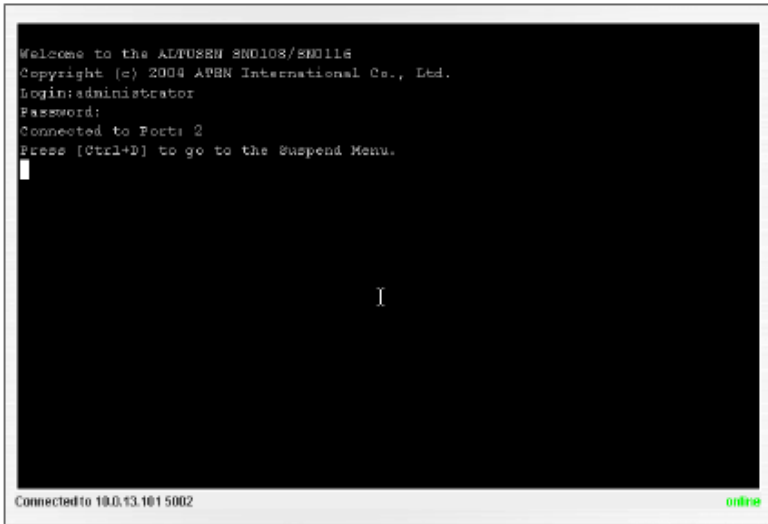 Welcome to the ALTUSEN SN0108/SN0116
Copyright (c) 2004 ATEN International Co., Ltd.
Login:administrator
Password:
Connected to Port: 2
Press [Ctrl+D] to go to the Suspend Menu.
Connected to 10.0.13.101 5002
online